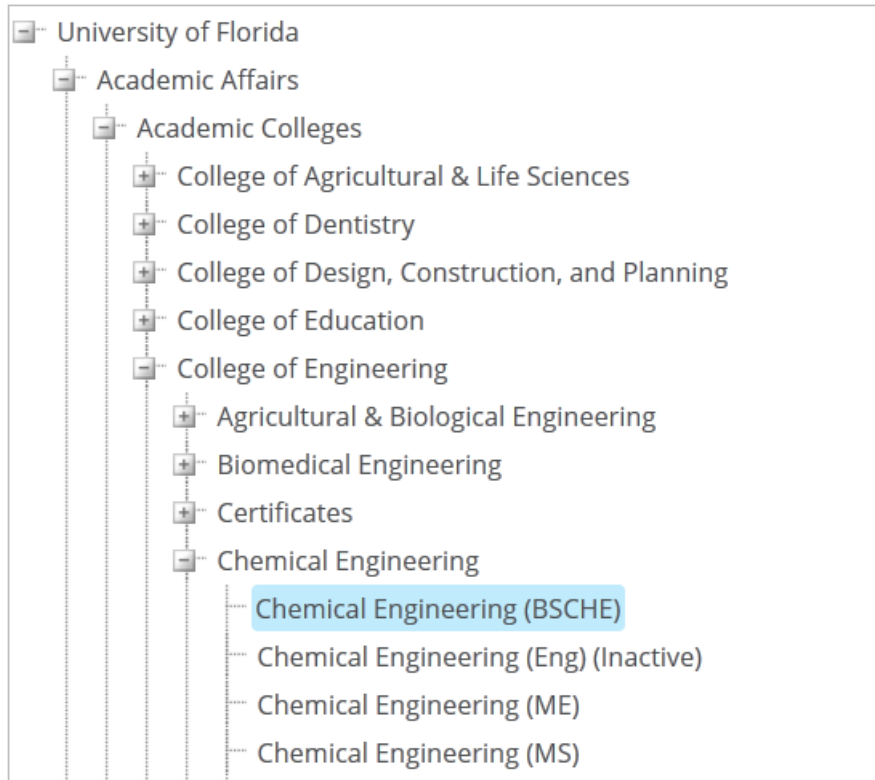 University of Florida
Academic Affairs
Academic Colleges
College of Agricultural & Life Sciences
College of Dentistry
College of Design, Construction, and Planning
College of Education
College of Engineering
Agricultural & Biological Engineering
Biomedical Engineering
Certificates
Chemical Engineering
Chemical Engineering (BSCHE)
Chemical Engineering (Eng) (Inactive)
Chemical Engineering (ME)
Chemical Engineering (MS)